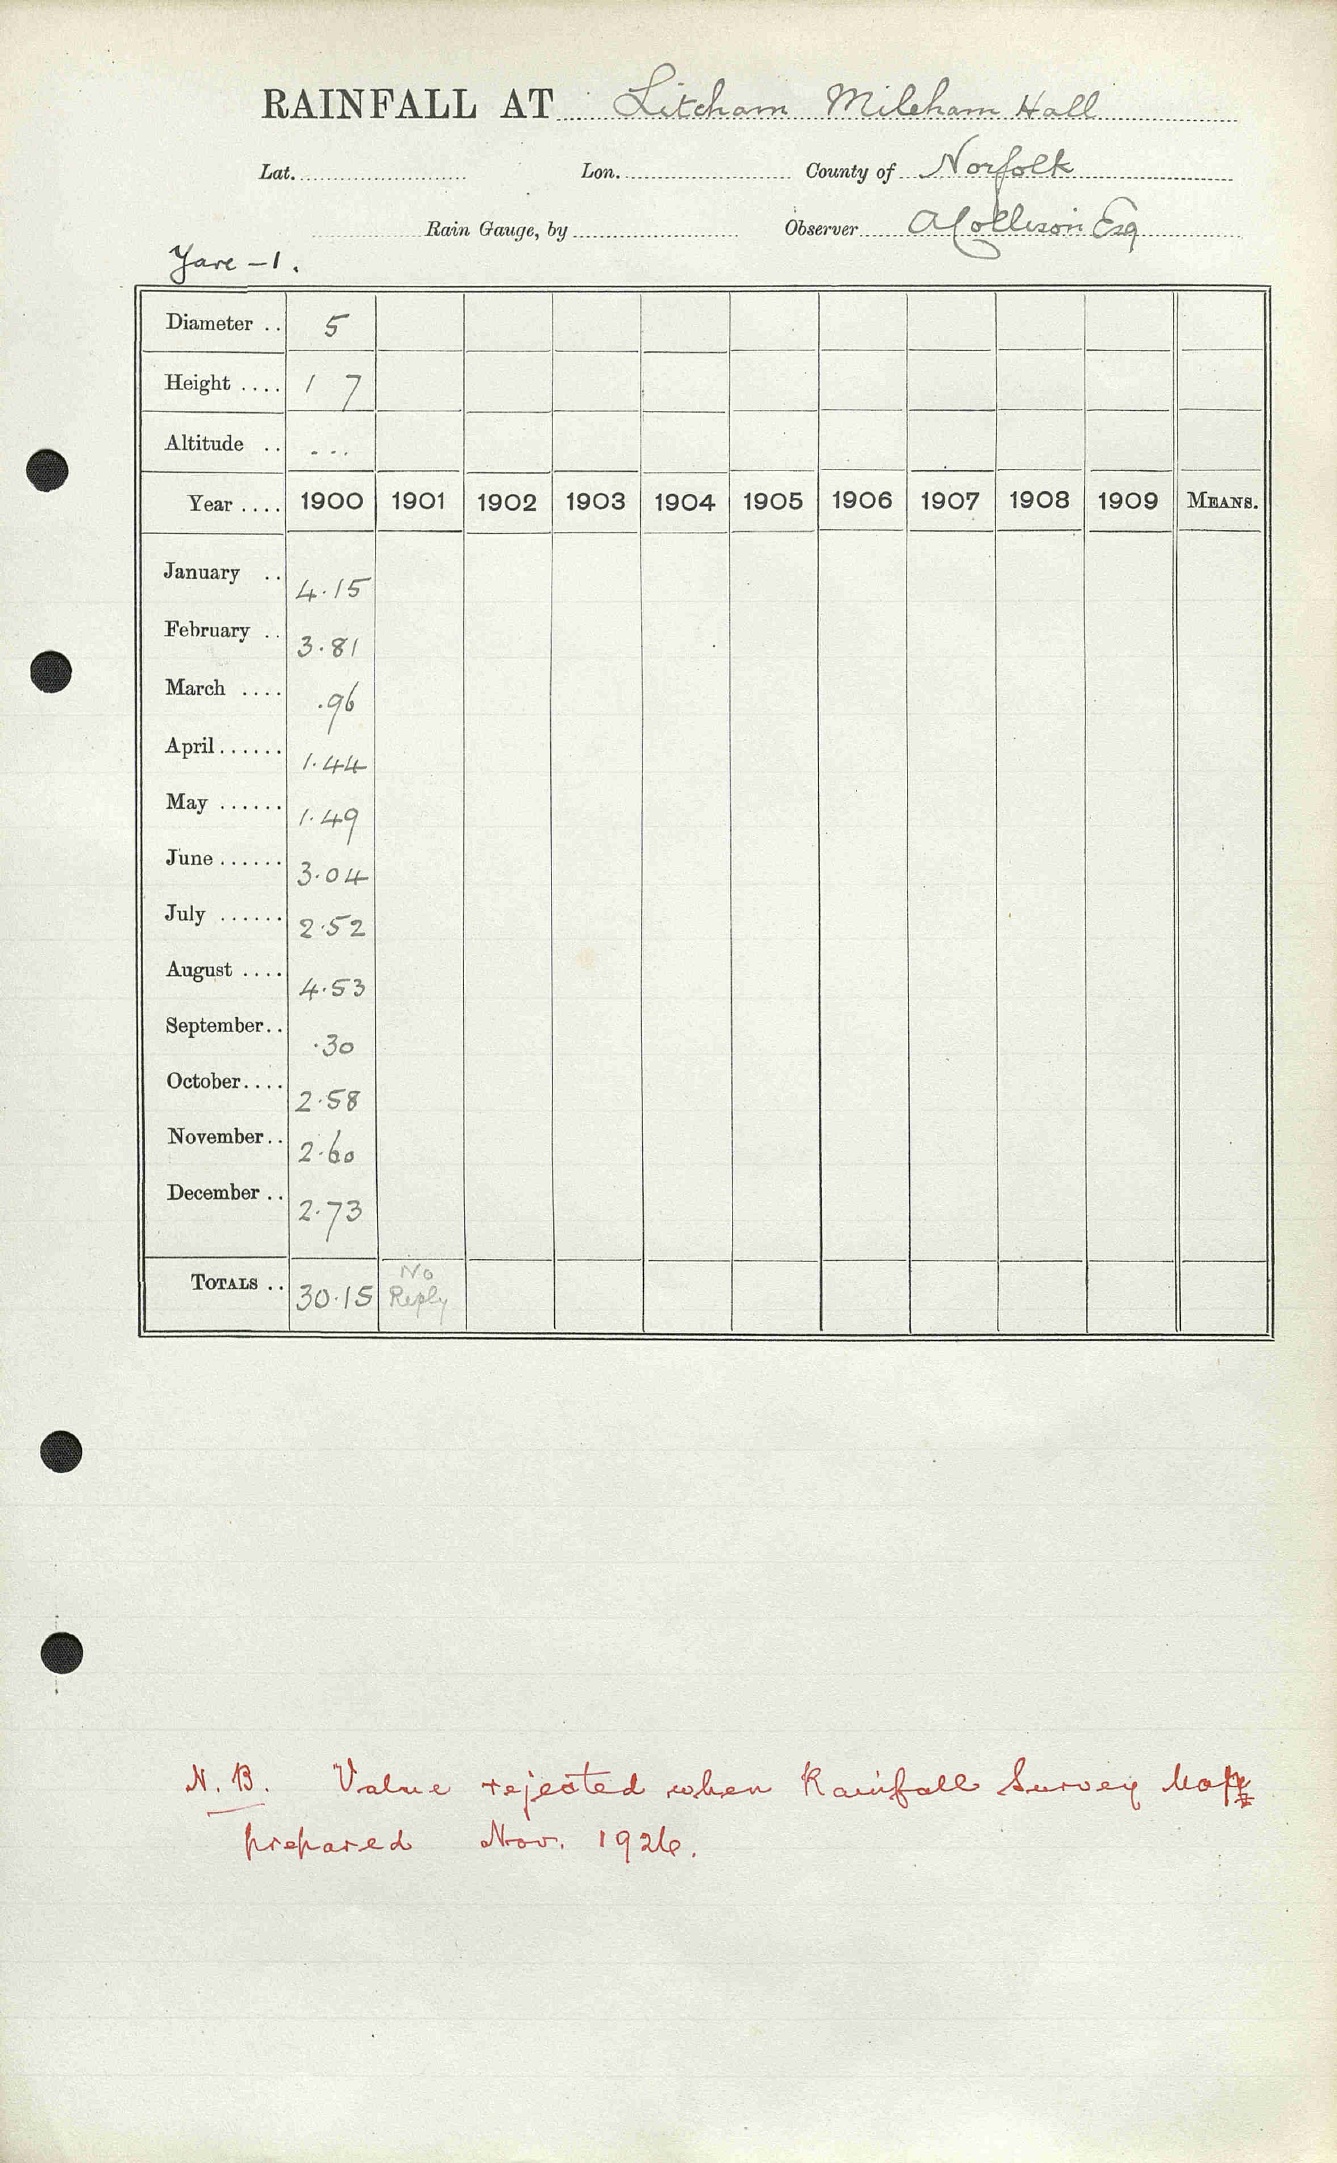 RAINFALL AT Litcham Mileham Hall
Lat. Lon. County of Norfolk
Rain Gauge, by Observer A Collison Esq
Yare – 1.
Diameter .. 5
Height .... 1 7
Altitude .. ...
Year .... 1900 1901 1902 1903 1904 1905 1906 1907 1908 1909 MEANS.
January .. 4.15
February .. 3.81
March .... .96
April...... 1.44
May ...... 1.49
June ...... 3.04
July ...... 2.52
August .... 4.53
September.. .30
October.... 2.58
November.. 2.60
December .. 2.73
TOTALS .. 30.15 No Reply
N.B. Value rejected when Rainfall Survey Maps
prepared Nov. 1926.